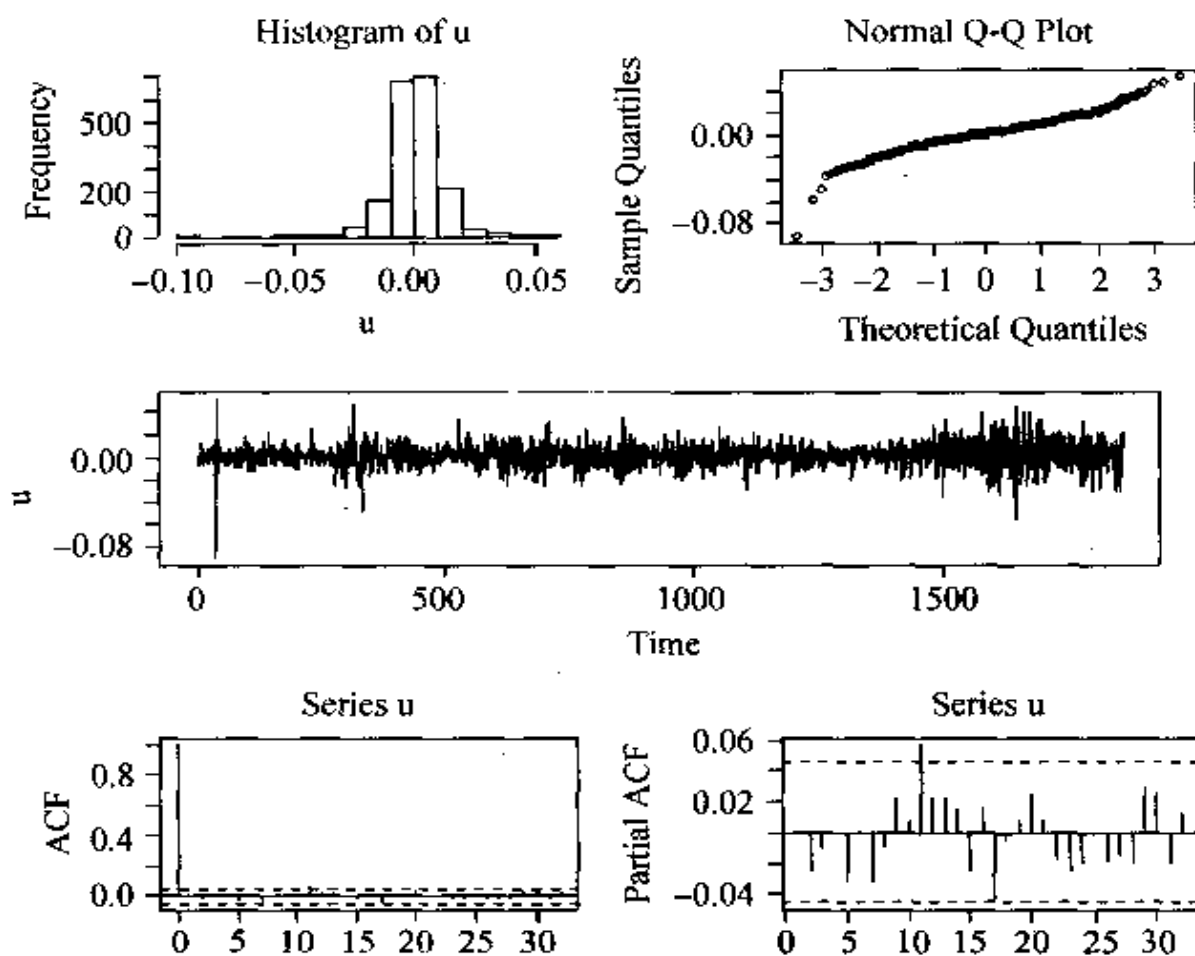 Histogram of u
Frequency
500
200
0
−0.10 −0.05 0.00 0.05
u
Normal Q-Q Plot
Sample Quantiles
0.00
−0.08
−3 −2 −1 0 1 2 3
Theoretical Quantiles
u
0.00
−0.08
0 500 1000 1500
Time
Series u
ACF
0.8
0.4
0.0
0 5 10 15 20 25 30
Series u
Partial ACF
0.06
0.02
−0.04
0 5 10 15 20 25 30